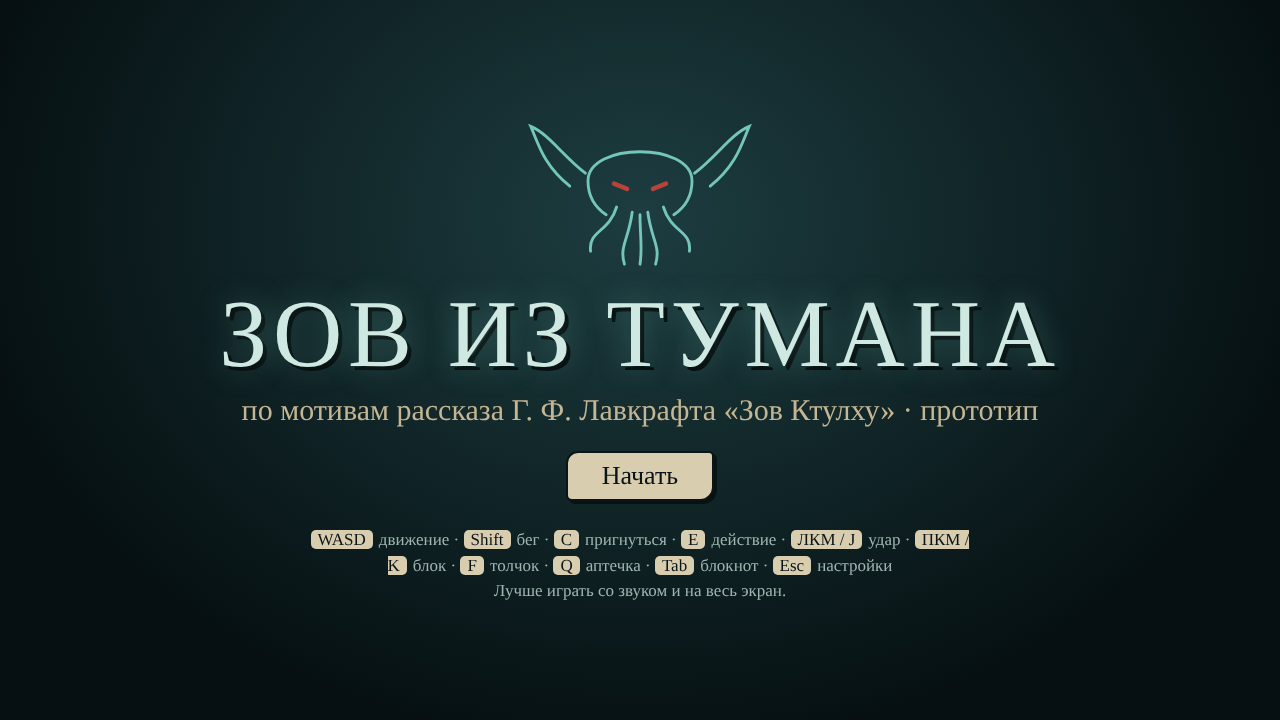 ЗОВ ИЗ ТУМАНА
по мотивам рассказа Г. Ф. Лавкрафта «Зов Ктулху» · прототип
Начать
WASD движение · Shift бег · C пригнуться · E действие · ЛКМ / J удар · ПКМ /
K блок · F толчок · Q аптечка · Tab блокнот · Esc настройки
Лучше играть со звуком и на весь экран.